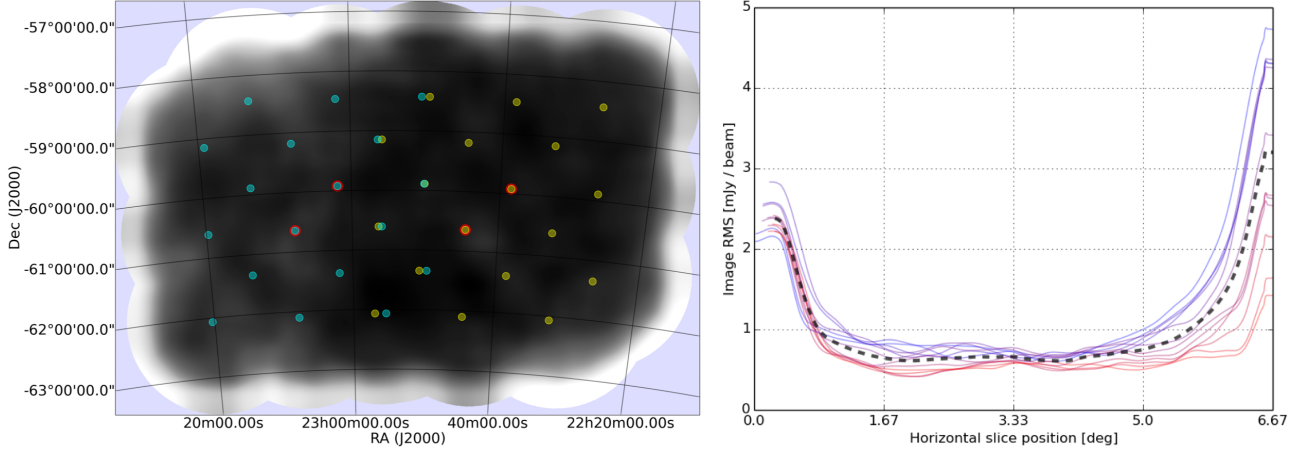 -57°00'00.0"
-58°00'00.0"
-59°00'00.0"
-60°00'00.0"
-61°00'00.0"
-62°00'00.0"
-63°00'00.0"
Dec (J2000)
20m00.00s
23h00m00.00s
40m00.00s
22h20m00.00s
RA (J2000)
5
4
3
2
1
0
Image RMS [mJy / beam]
0.0
1.67
3.33
5.0
6.67
Horizontal slice position [deg]